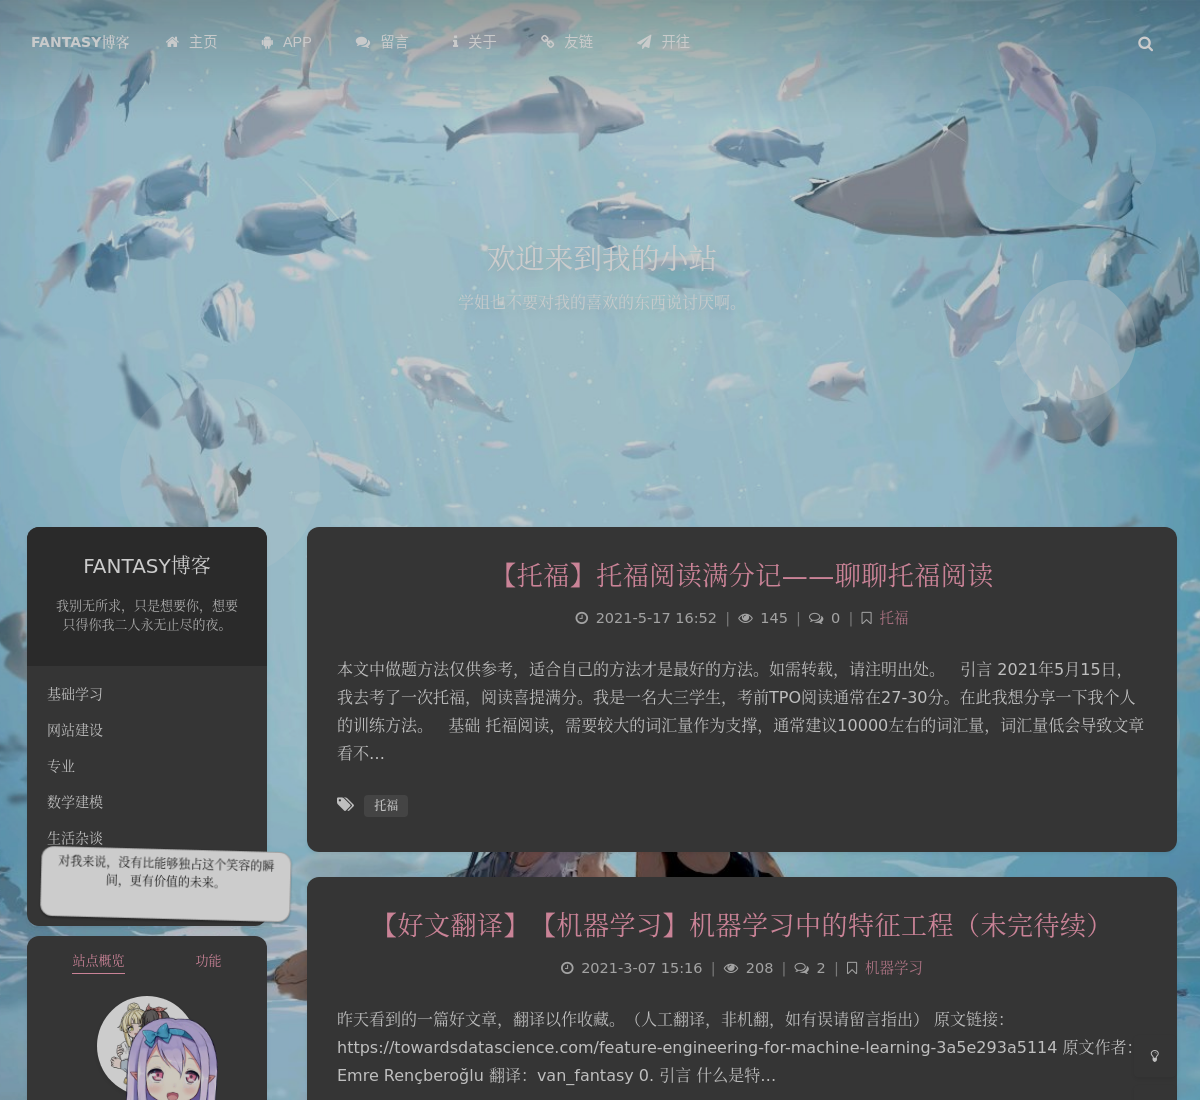 FANTASY博客 主页 APP 留言 关于 友链 开往
欢迎来到我的小站
学姐也不要对我的喜欢的东西说讨厌啊。
FANTASY博客
我别无所求，只是想要你，想要
只得你我二人永无止尽的夜。
基础学习
网站建设
专业
数学建模
生活杂谈
对我来说，没有比能够独占这个笑容的瞬
间，更有价值的未来。
站点概览 功能
【托福】托福阅读满分记——聊聊托福阅读
2021-5-17 16:52 | 145 | 0 | 托福
本文中做题方法仅供参考，适合自己的方法才是最好的方法。如需转载，请注明出处。 引言 2021年5月15日，
我去考了一次托福，阅读喜提满分。我是一名大三学生，考前TPO阅读通常在27-30分。在此我想分享一下我个人
的训练方法。 基础 托福阅读，需要较大的词汇量作为支撑，通常建议10000左右的词汇量，词汇量低会导致文章
看不…
托福
【好文翻译】【机器学习】机器学习中的特征工程（未完待续）
2021-3-07 15:16 | 208 | 2 | 机器学习
昨天看到的一篇好文章，翻译以作收藏。（人工翻译，非机翻，如有误请留言指出） 原文链接：
https://towardsdatascience.com/feature-engineering-for-machine-learning-3a5e293a5114 原文作者：
Emre Rençberoğlu 翻译：van_fantasy 0. 引言 什么是特…